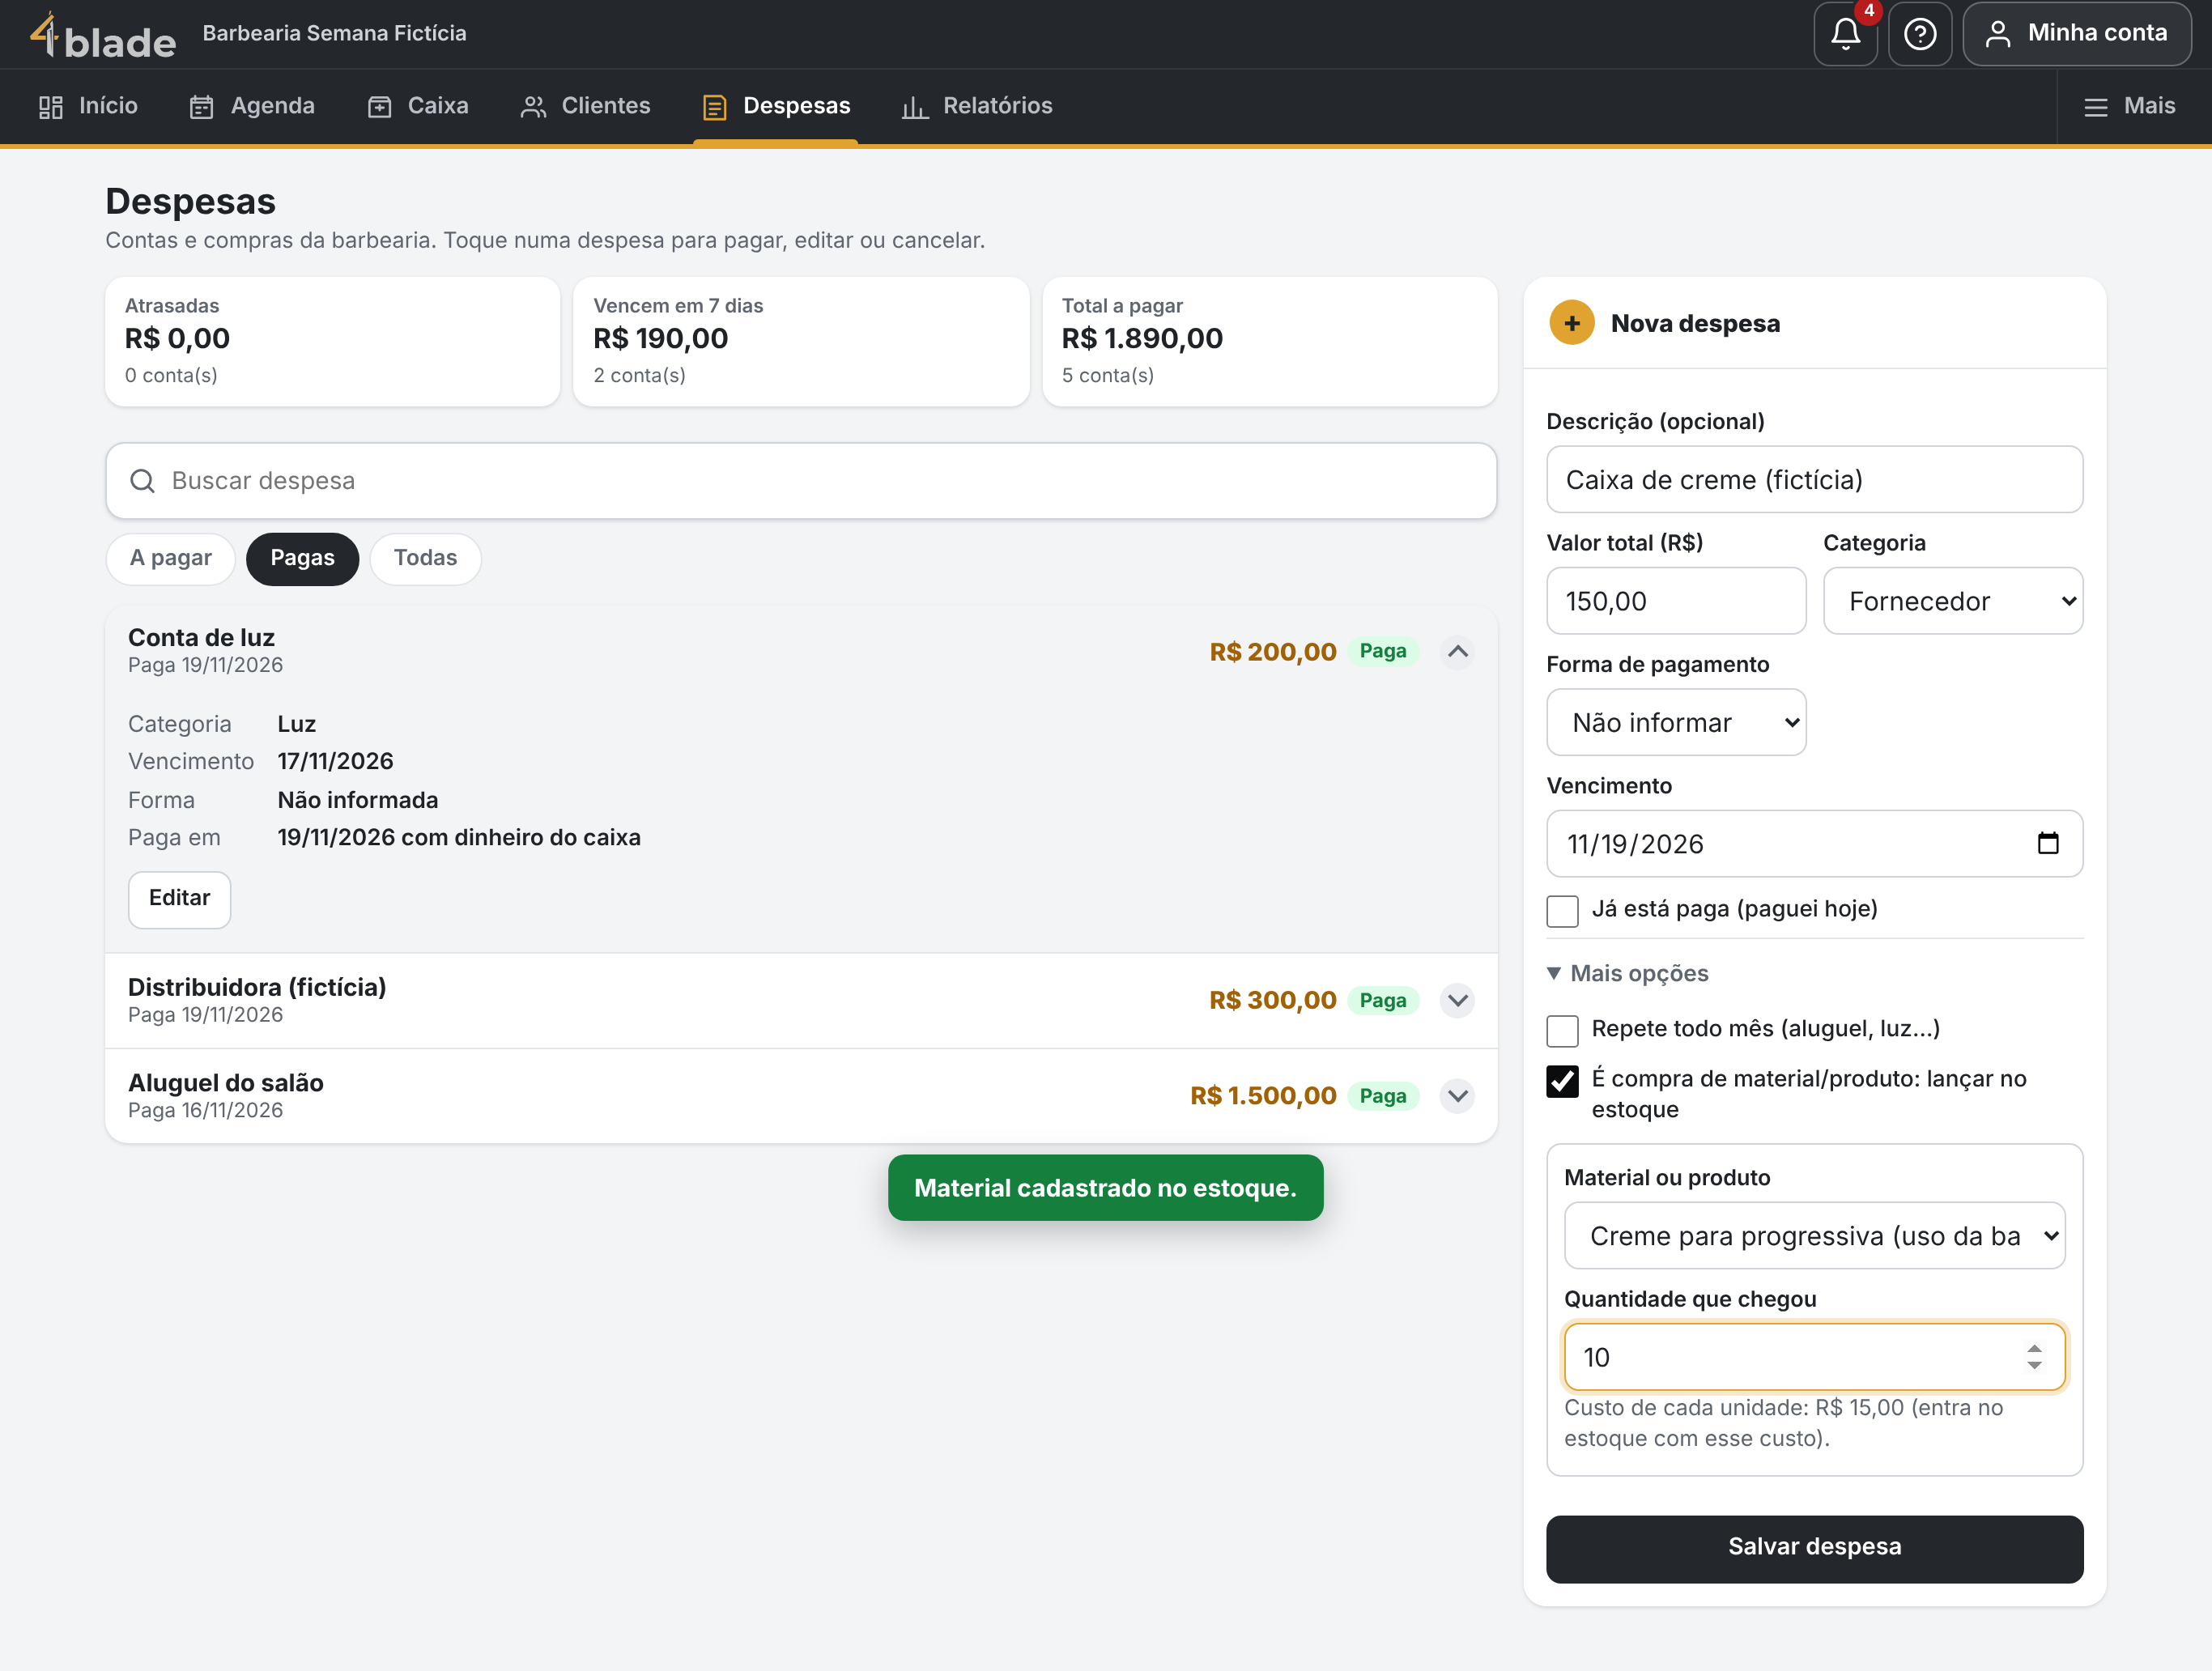 4blade
Barbearia Semana Fictícia
4
Minha conta
Início
Agenda
Caixa
Clientes
Despesas
Relatórios
Mais
Despesas
Contas e compras da barbearia. Toque numa despesa para pagar, editar ou cancelar.
Atrasadas
R$ 0,00
0 conta(s)
Vencem em 7 dias
R$ 190,00
2 conta(s)
Total a pagar
R$ 1.890,00
5 conta(s)
Buscar despesa
A pagar
Pagas
Todas
Conta de luz
Paga 19/11/2026
R$ 200,00
Paga
Categoria Luz
Vencimento 17/11/2026
Forma Não informada
Paga em 19/11/2026 com dinheiro do caixa
Editar
Distribuidora (fictícia)
Paga 19/11/2026
R$ 300,00
Paga
Aluguel do salão
Paga 16/11/2026
R$ 1.500,00
Paga
Material cadastrado no estoque.
Nova despesa
Descrição (opcional)
Caixa de creme (fictícia)
Valor total (R$)
150,00
Categoria
Fornecedor
Forma de pagamento
Não informar
Vencimento
11/19/2026
Já está paga (paguei hoje)
Mais opções
Repete todo mês (aluguel, luz...)
É compra de material/produto: lançar no
estoque
Material ou produto
Creme para progressiva (uso da ba
Quantidade que chegou
10
Custo de cada unidade: R$ 15,00 (entra no
estoque com esse custo).
Salvar despesa